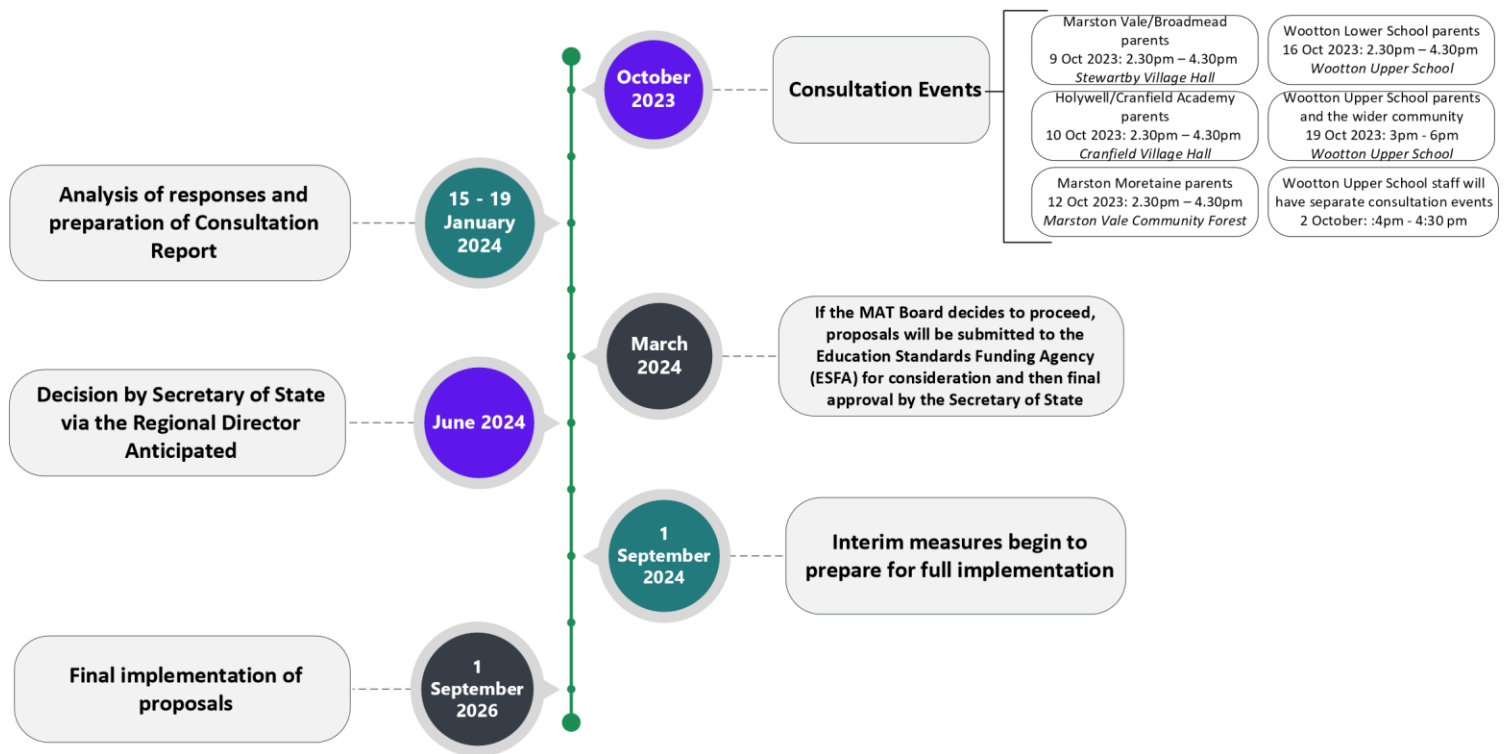 October
2023
Consultation Events
Marston Vale/Broadmead
parents
9 Oct 2023: 2.30pm – 4.30pm
Stewartby Village Hall
Wootton Lower School parents
16 Oct 2023: 2.30pm – 4.30pm
Wootton Upper School
Holywell/Cranfield Academy
parents
10 Oct 2023: 2.30pm – 4.30pm
Cranfield Village Hall
Wootton Upper School parents
and the wider community
19 Oct 2023: 3pm - 6pm
Wootton Upper School
Marston Moretaine parents
12 Oct 2023: 2.30pm – 4.30pm
Marston Vale Community Forest
Wootton Upper School staff will
have separate consultation events
2 October: :4pm - 4:30 pm
Analysis of responses and
preparation of Consultation
Report
15 - 19
January
2024
March
2024
If the MAT Board decides to proceed,
proposals will be submitted to the
Education Standards Funding Agency
(ESFA) for consideration and then final
approval by the Secretary of State
Decision by Secretary of State
via the Regional Director
Anticipated
June 2024
1
September
2024
Interim measures begin to
prepare for full implementation
Final implementation of
proposals
1
September
2026